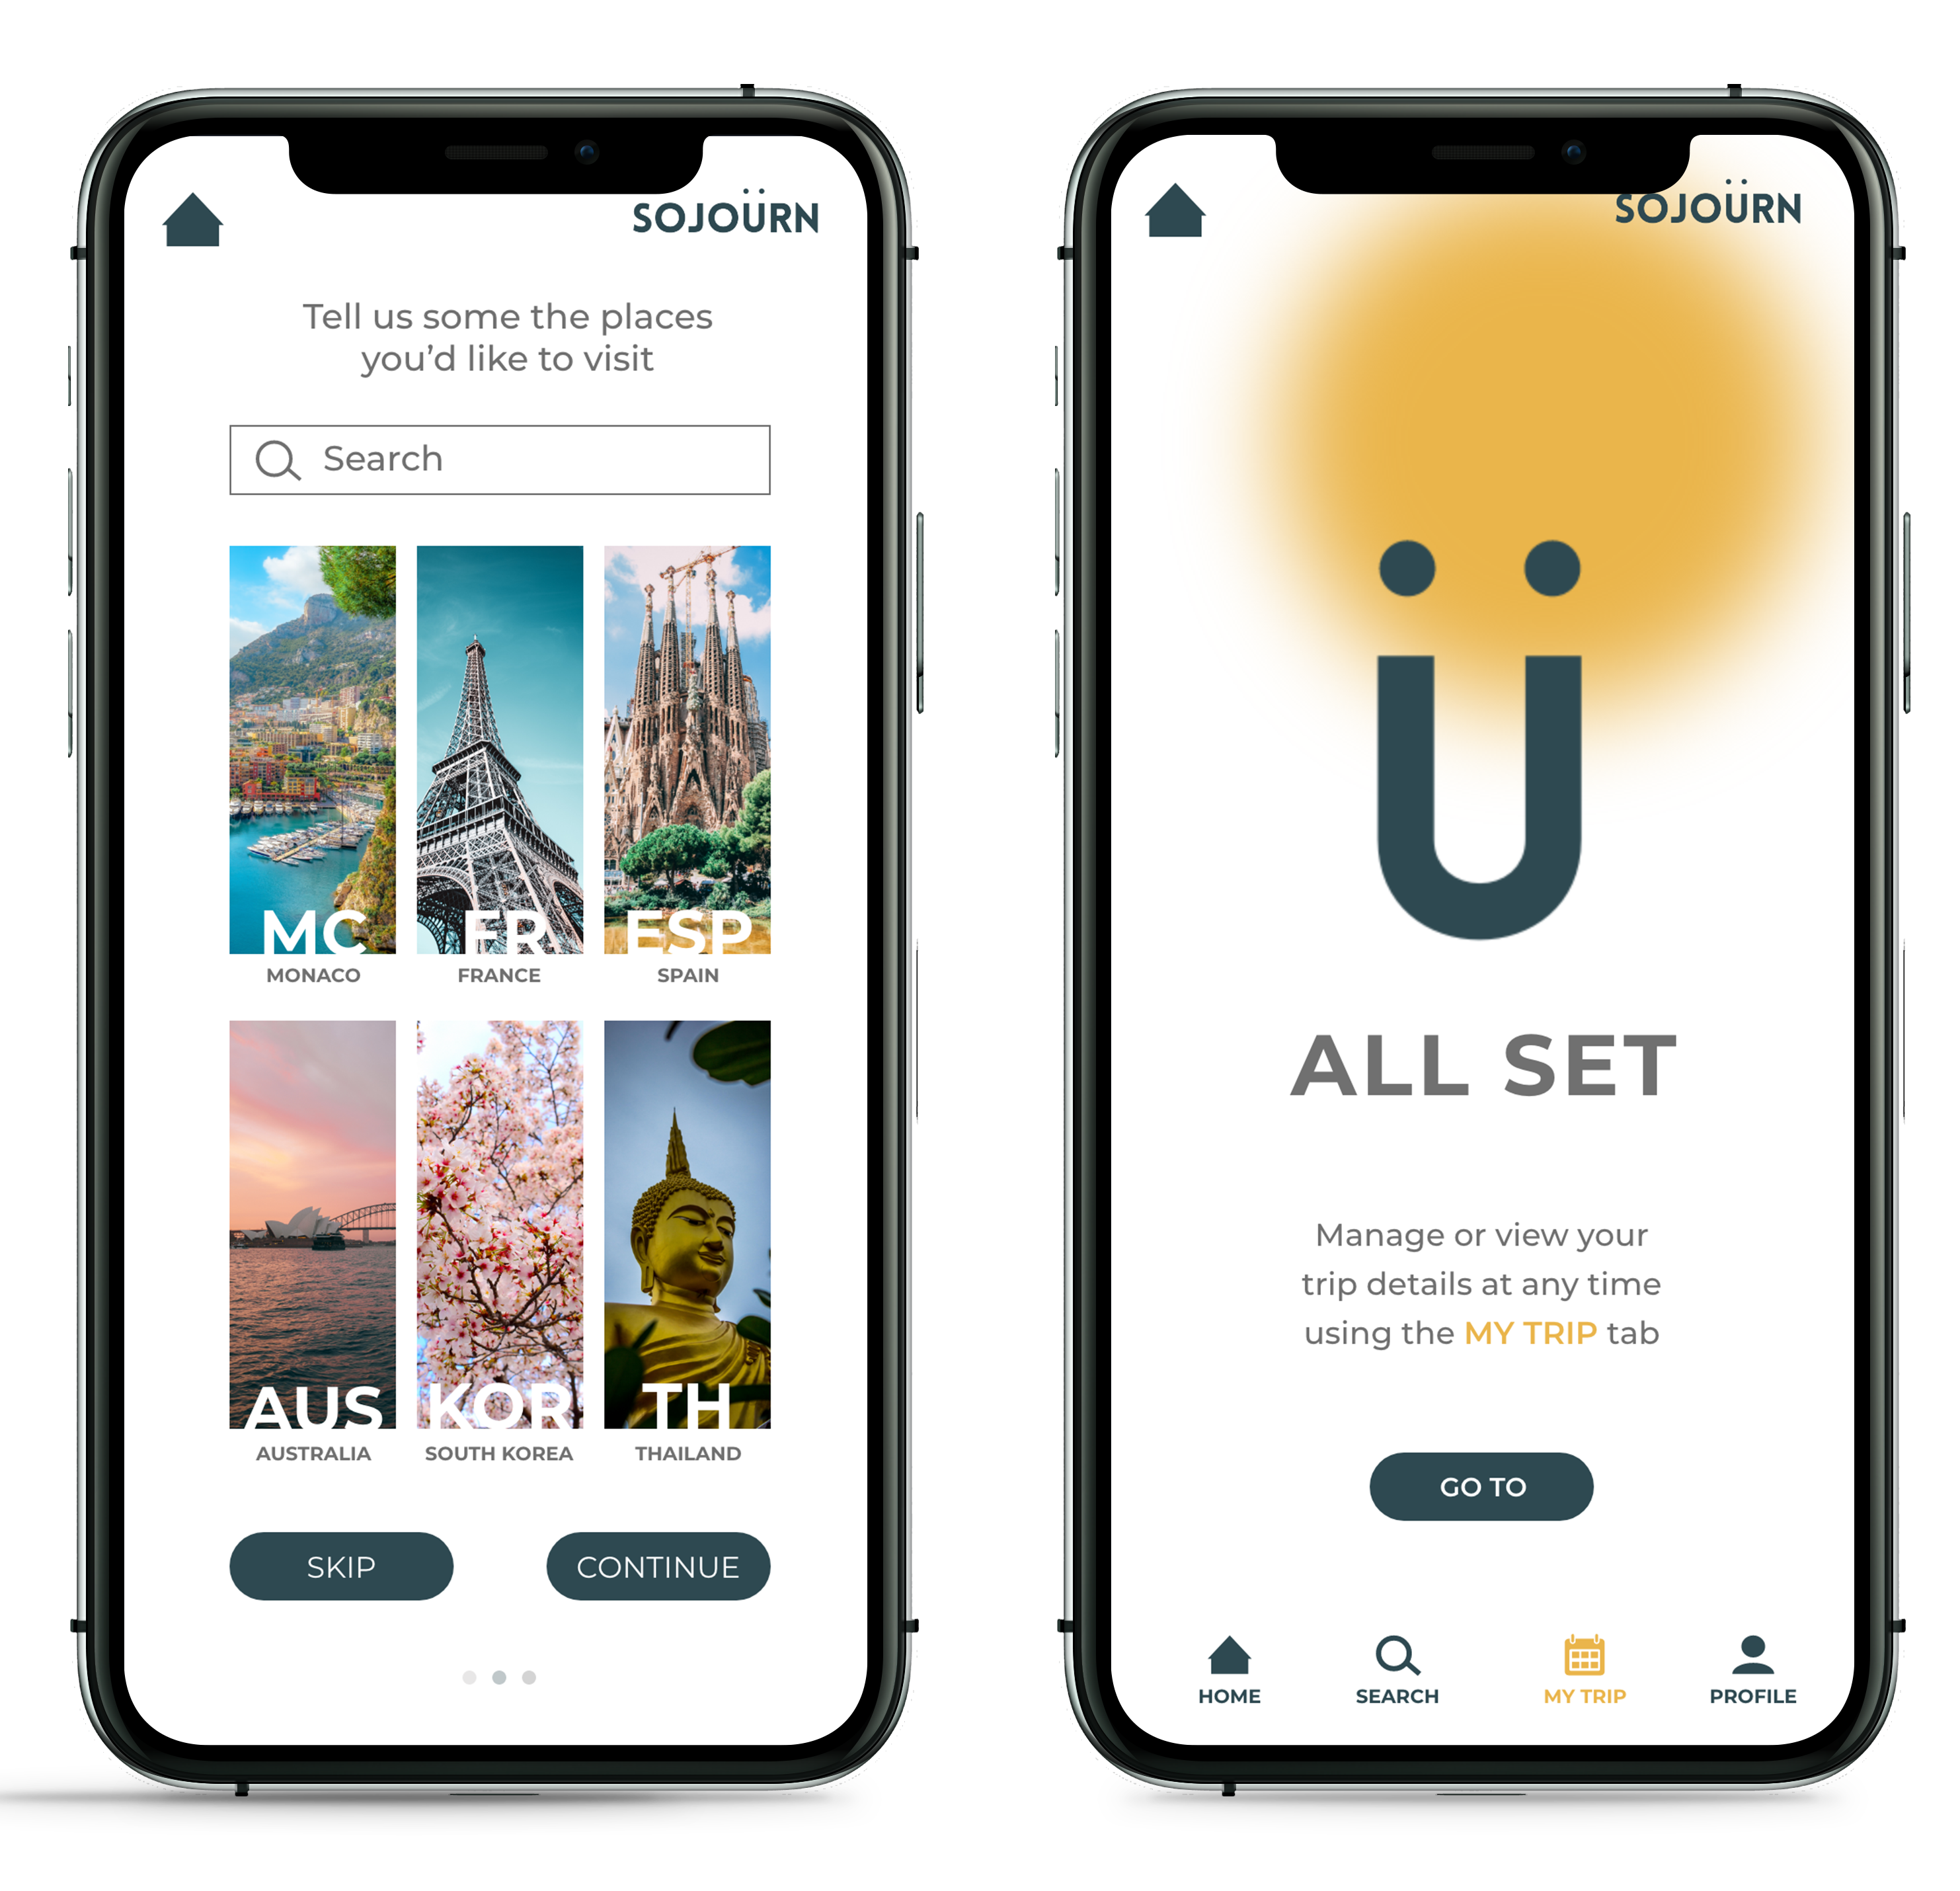 SOJOÜRN
Tell us some the places
you’d like to visit
Search
MC
MONACO
FR
FRANCE
ESP
SPAIN
AUS
AUSTRALIA
KOR
SOUTH KOREA
TH
THAILAND
SKIP
CONTINUE
SOJOÜRN
Ü
ALL SET
Manage or view your
trip details at any time
using the MY TRIP tab
GO TO
HOME
SEARCH
MY TRIP
PROFILE